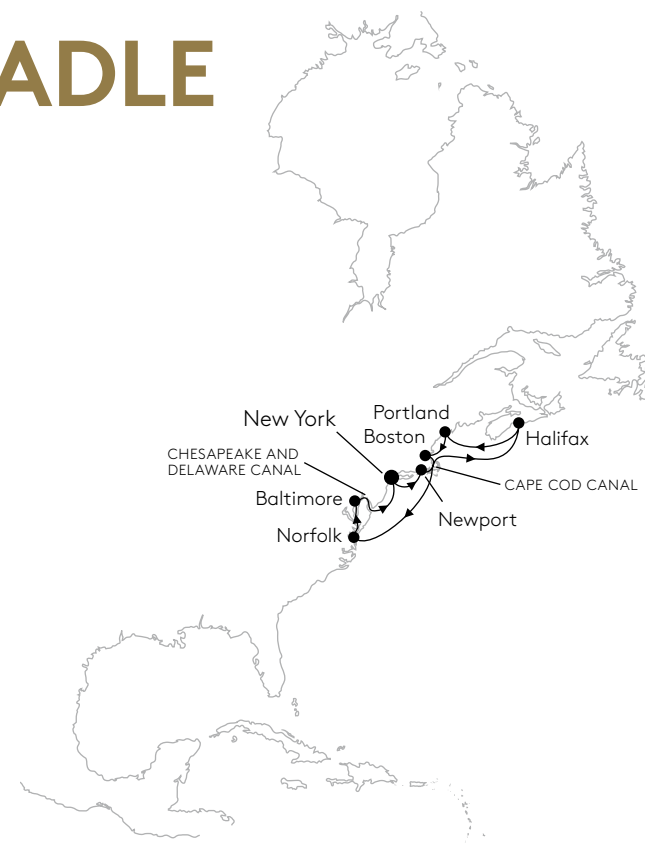 ADLE
Portland
New York
Boston
Halifax
CHESAPEAKE AND
DELAWARE CANAL
CAPE COD CANAL
Baltimore
Newport
Norfolk